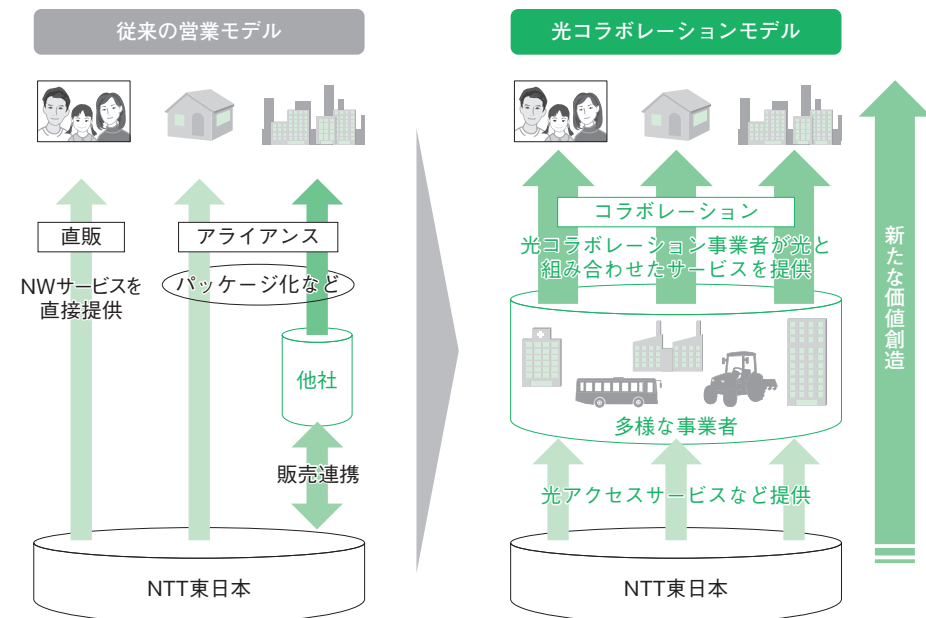 従来の営業モデル
直販
NWサービスを
直接提供
アライアンス
パッケージ化など
他社
販売連携
NTT東日本
光コラボレーションモデル
コラボレーション
光コラボレーション事業者が光と
組み合わせたサービスを提供
多様な事業者
光アクセスサービスなど提供
NTT東日本
新たな価値創造